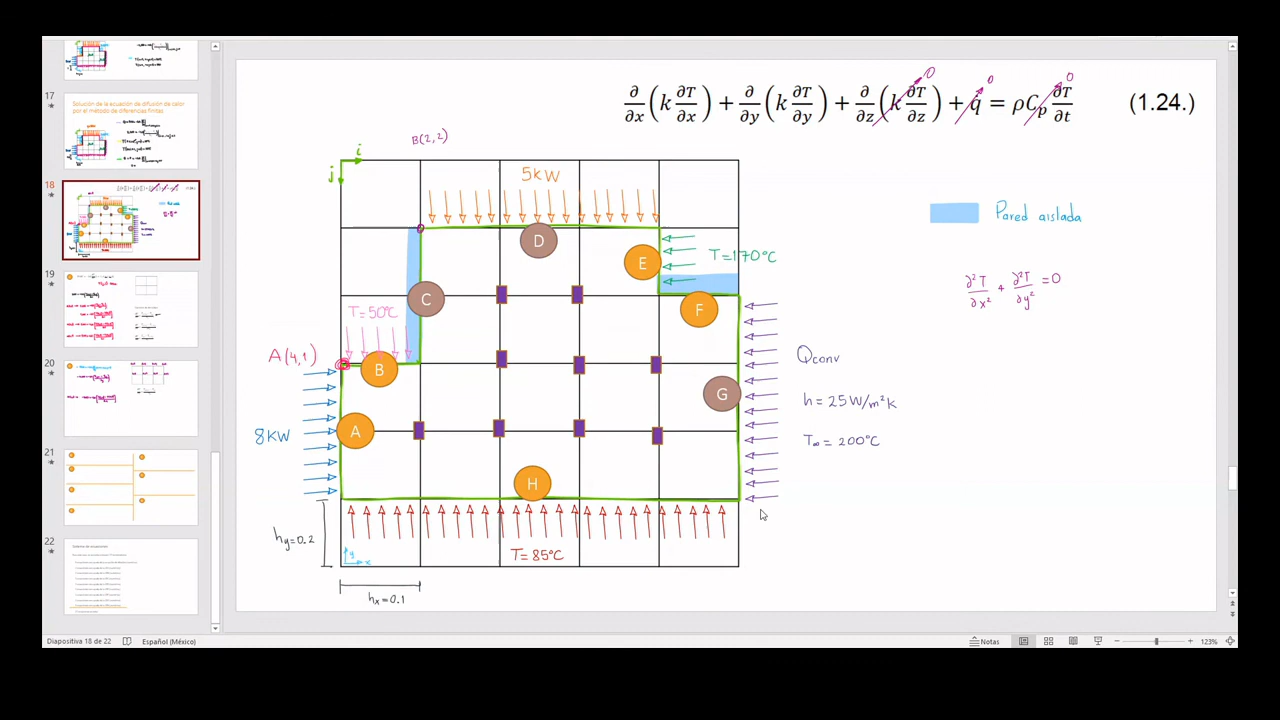 17
Solución de la ecuación de difusión de calor
por el método de diferencias finitas
18
19
20
21
22
∂/∂x (k ∂T/∂x) + ∂/∂y (k ∂T/∂y) + ∂/∂z (k ∂T/∂z) + q̇ = ρCp ∂T/∂t (1.24.)
0 0 0
B(2,2)
i
j
5kW
D
Pared aislada
E
T=170°C
∂²T/∂x² + ∂²T/∂y² = 0
C
F
T=50°C
A(4,1)
B
Qconv
G
h=25W/m²k
8KW
A
T∞=200°C
H
hy=0.2
T=85°C
y
x
hx=0.1
Diapositiva 18 de 22
Español (México)
Notas
123%